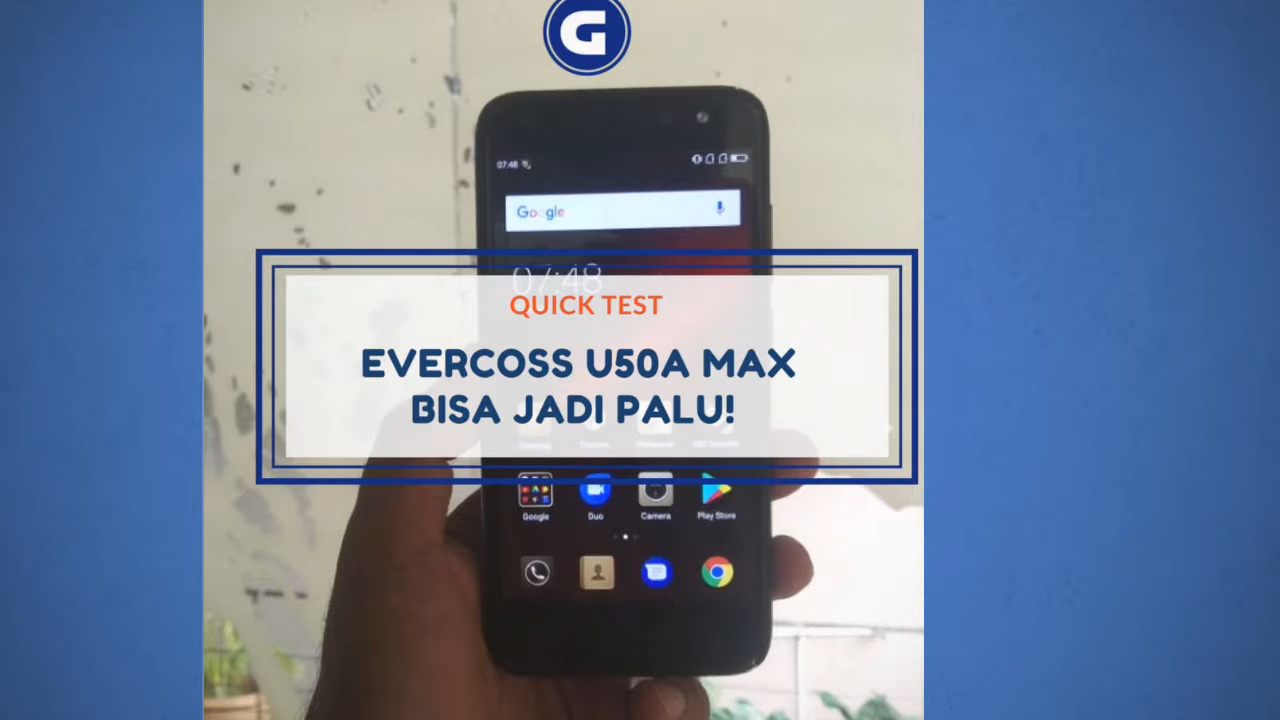 G
07:48
Google
07:48
QUICK TEST
EVERCOSS U50A MAX
BISA JADI PALU!
Google Duo Camera Play Store